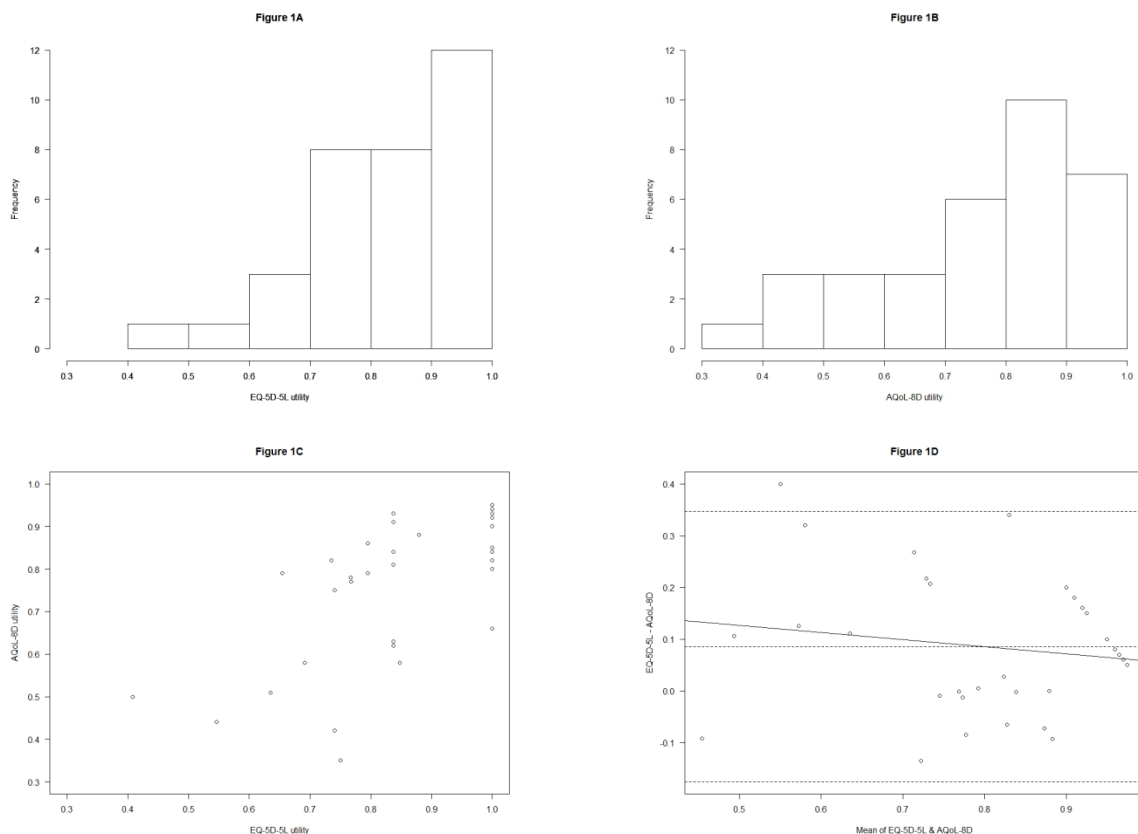 Figure 1A
12
10
8
6
4
2
0
Frequency
0.3 0.4 0.5 0.6 0.7 0.8 0.9 1.0
EQ-5D-5L utility
Figure 1B
12
10
8
6
4
2
0
Frequency
0.3 0.4 0.5 0.6 0.7 0.8 0.9 1.0
AQoL-8D utility
Figure 1C
1.0
0.9
0.8
0.7
0.6
0.5
0.4
0.3
AQoL-8D utility
0.3 0.4 0.5 0.6 0.7 0.8 0.9 1.0
EQ-5D-5L utility
Figure 1D
0.4
0.3
0.2
0.1
0.0
-0.1
EQ-5D-5L - AQoL-8D
0.5 0.6 0.7 0.8 0.9
Mean of EQ-5D-5L & AQoL-8D